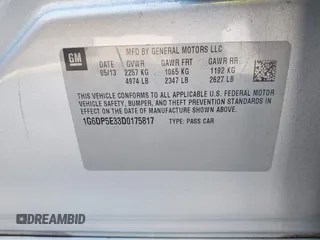 GM
MFD BY GENERAL MOTORS LLC
05/13 GVWR GAWR FRT GAWR RR
2257 KG 1065 KG 1192 KG
4974 LB 2347 LB 2627 LB
THIS VEHICLE CONFORMS TO ALL APPLICABLE U.S. FEDERAL MOTOR
VEHICLE SAFETY, BUMPER, AND THEFT PREVENTION STANDARDS
IN EFFECT ON THE DATE OF MANUFACTURE SHOWN ABOVE.
1G6DP5E33D0175817 TYPE: PASS CAR
DREAMBID